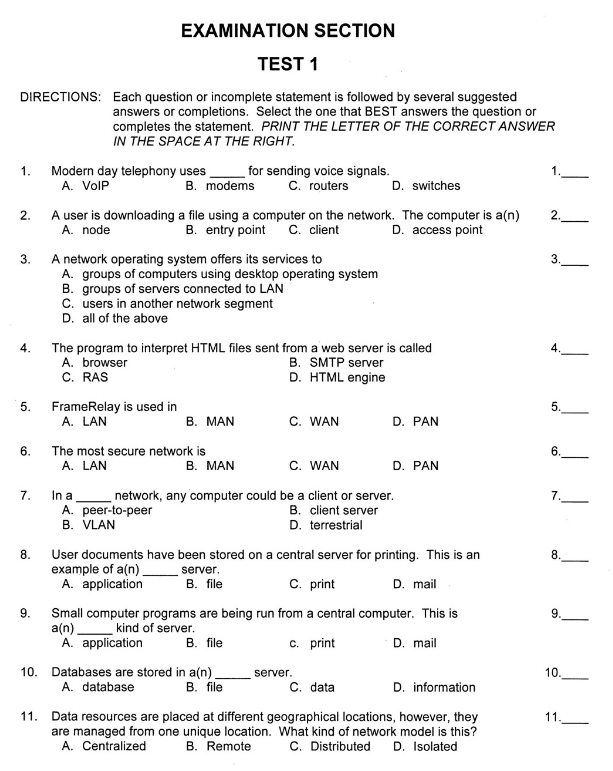 EXAMINATION SECTION
TEST 1
DIRECTIONS: Each question or incomplete statement is followed by several suggested
answers or completions. Select the one that BEST answers the question or
completes the statement. PRINT THE LETTER OF THE CORRECT ANSWER
IN THE SPACE AT THE RIGHT.
1. Modern day telephony uses _____ for sending voice signals. 1.____
A. VoIP B. modems C. routers D. switches
2. A user is downloading a file using a computer on the network. The computer is a(n) 2.____
A. node B. entry point C. client D. access point
3. A network operating system offers its services to 3.____
A. groups of computers using desktop operating system
B. groups of servers connected to LAN
C. users in another network segment
D. all of the above
4. The program to interpret HTML files sent from a web server is called 4.____
A. browser B. SMTP server
C. RAS D. HTML engine
5. FrameRelay is used in 5.____
A. LAN B. MAN C. WAN D. PAN
6. The most secure network is 6.____
A. LAN B. MAN C. WAN D. PAN
7. In a _____ network, any computer could be a client or server. 7.____
A. peer-to-peer B. client server
B. VLAN D. terrestrial
8. User documents have been stored on a central server for printing. This is an 8.____
example of a(n) _____ server.
A. application B. file C. print D. mail
9. Small computer programs are being run from a central computer. This is 9.____
a(n) _____ kind of server.
A. application B. file c. print D. mail
10. Databases are stored in a(n) _____ server. 10.____
A. database B. file C. data D. information
11. Data resources are placed at different geographical locations, however, they 11.____
are managed from one unique location. What kind of network model is this?
A. Centralized B. Remote C. Distributed D. Isolated